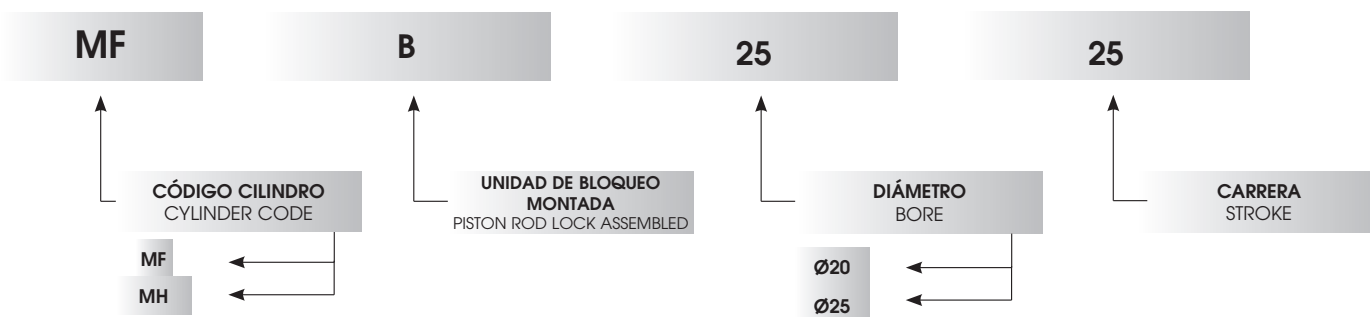 MF
B
25
25
CÓDIGO CILINDRO
CYLINDER CODE
UNIDAD DE BLOQUEO
MONTADA
PISTON ROD LOCK ASSEMBLED
DIÁMETRO
BORE
CARRERA
STROKE
MF
MH
Ø20
Ø25